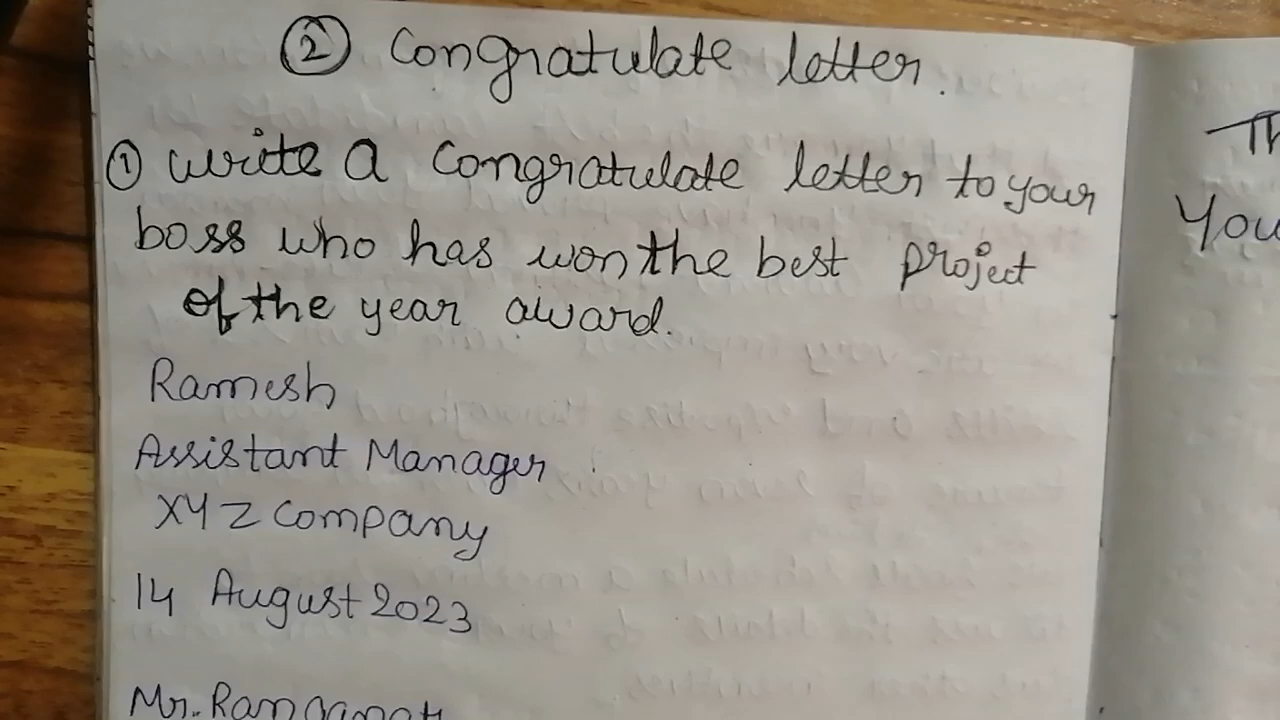 ② Congratulate letter.
① write a Congratulate letter to your
boss who has won the best project
of the year award.
Ramesh
Assistant Manager
XYZ Company
14 August 2023
Mr.
You